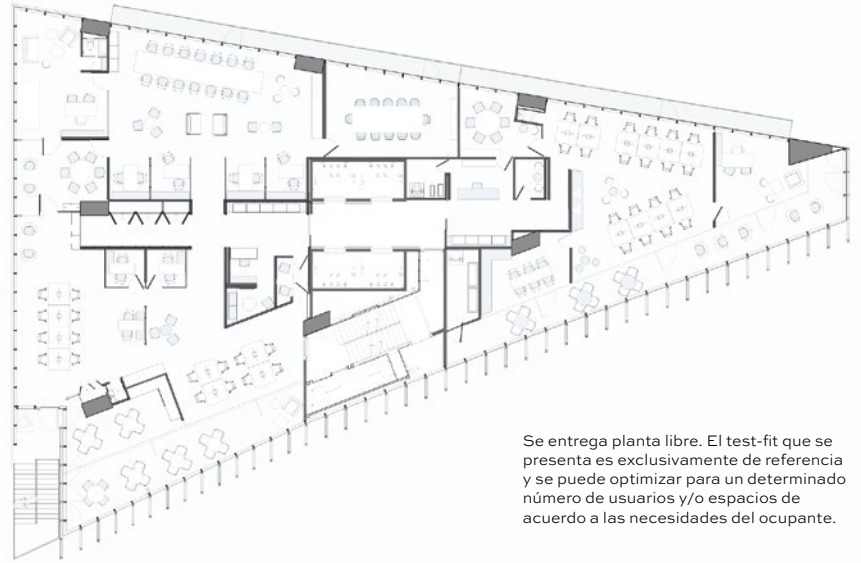 Se entrega planta libre. El test-fit que se
presenta es exclusivamente de referencia
y se puede optimizar para un determinado
número de usuarios y/o espacios de
acuerdo a las necesidades del ocupante.